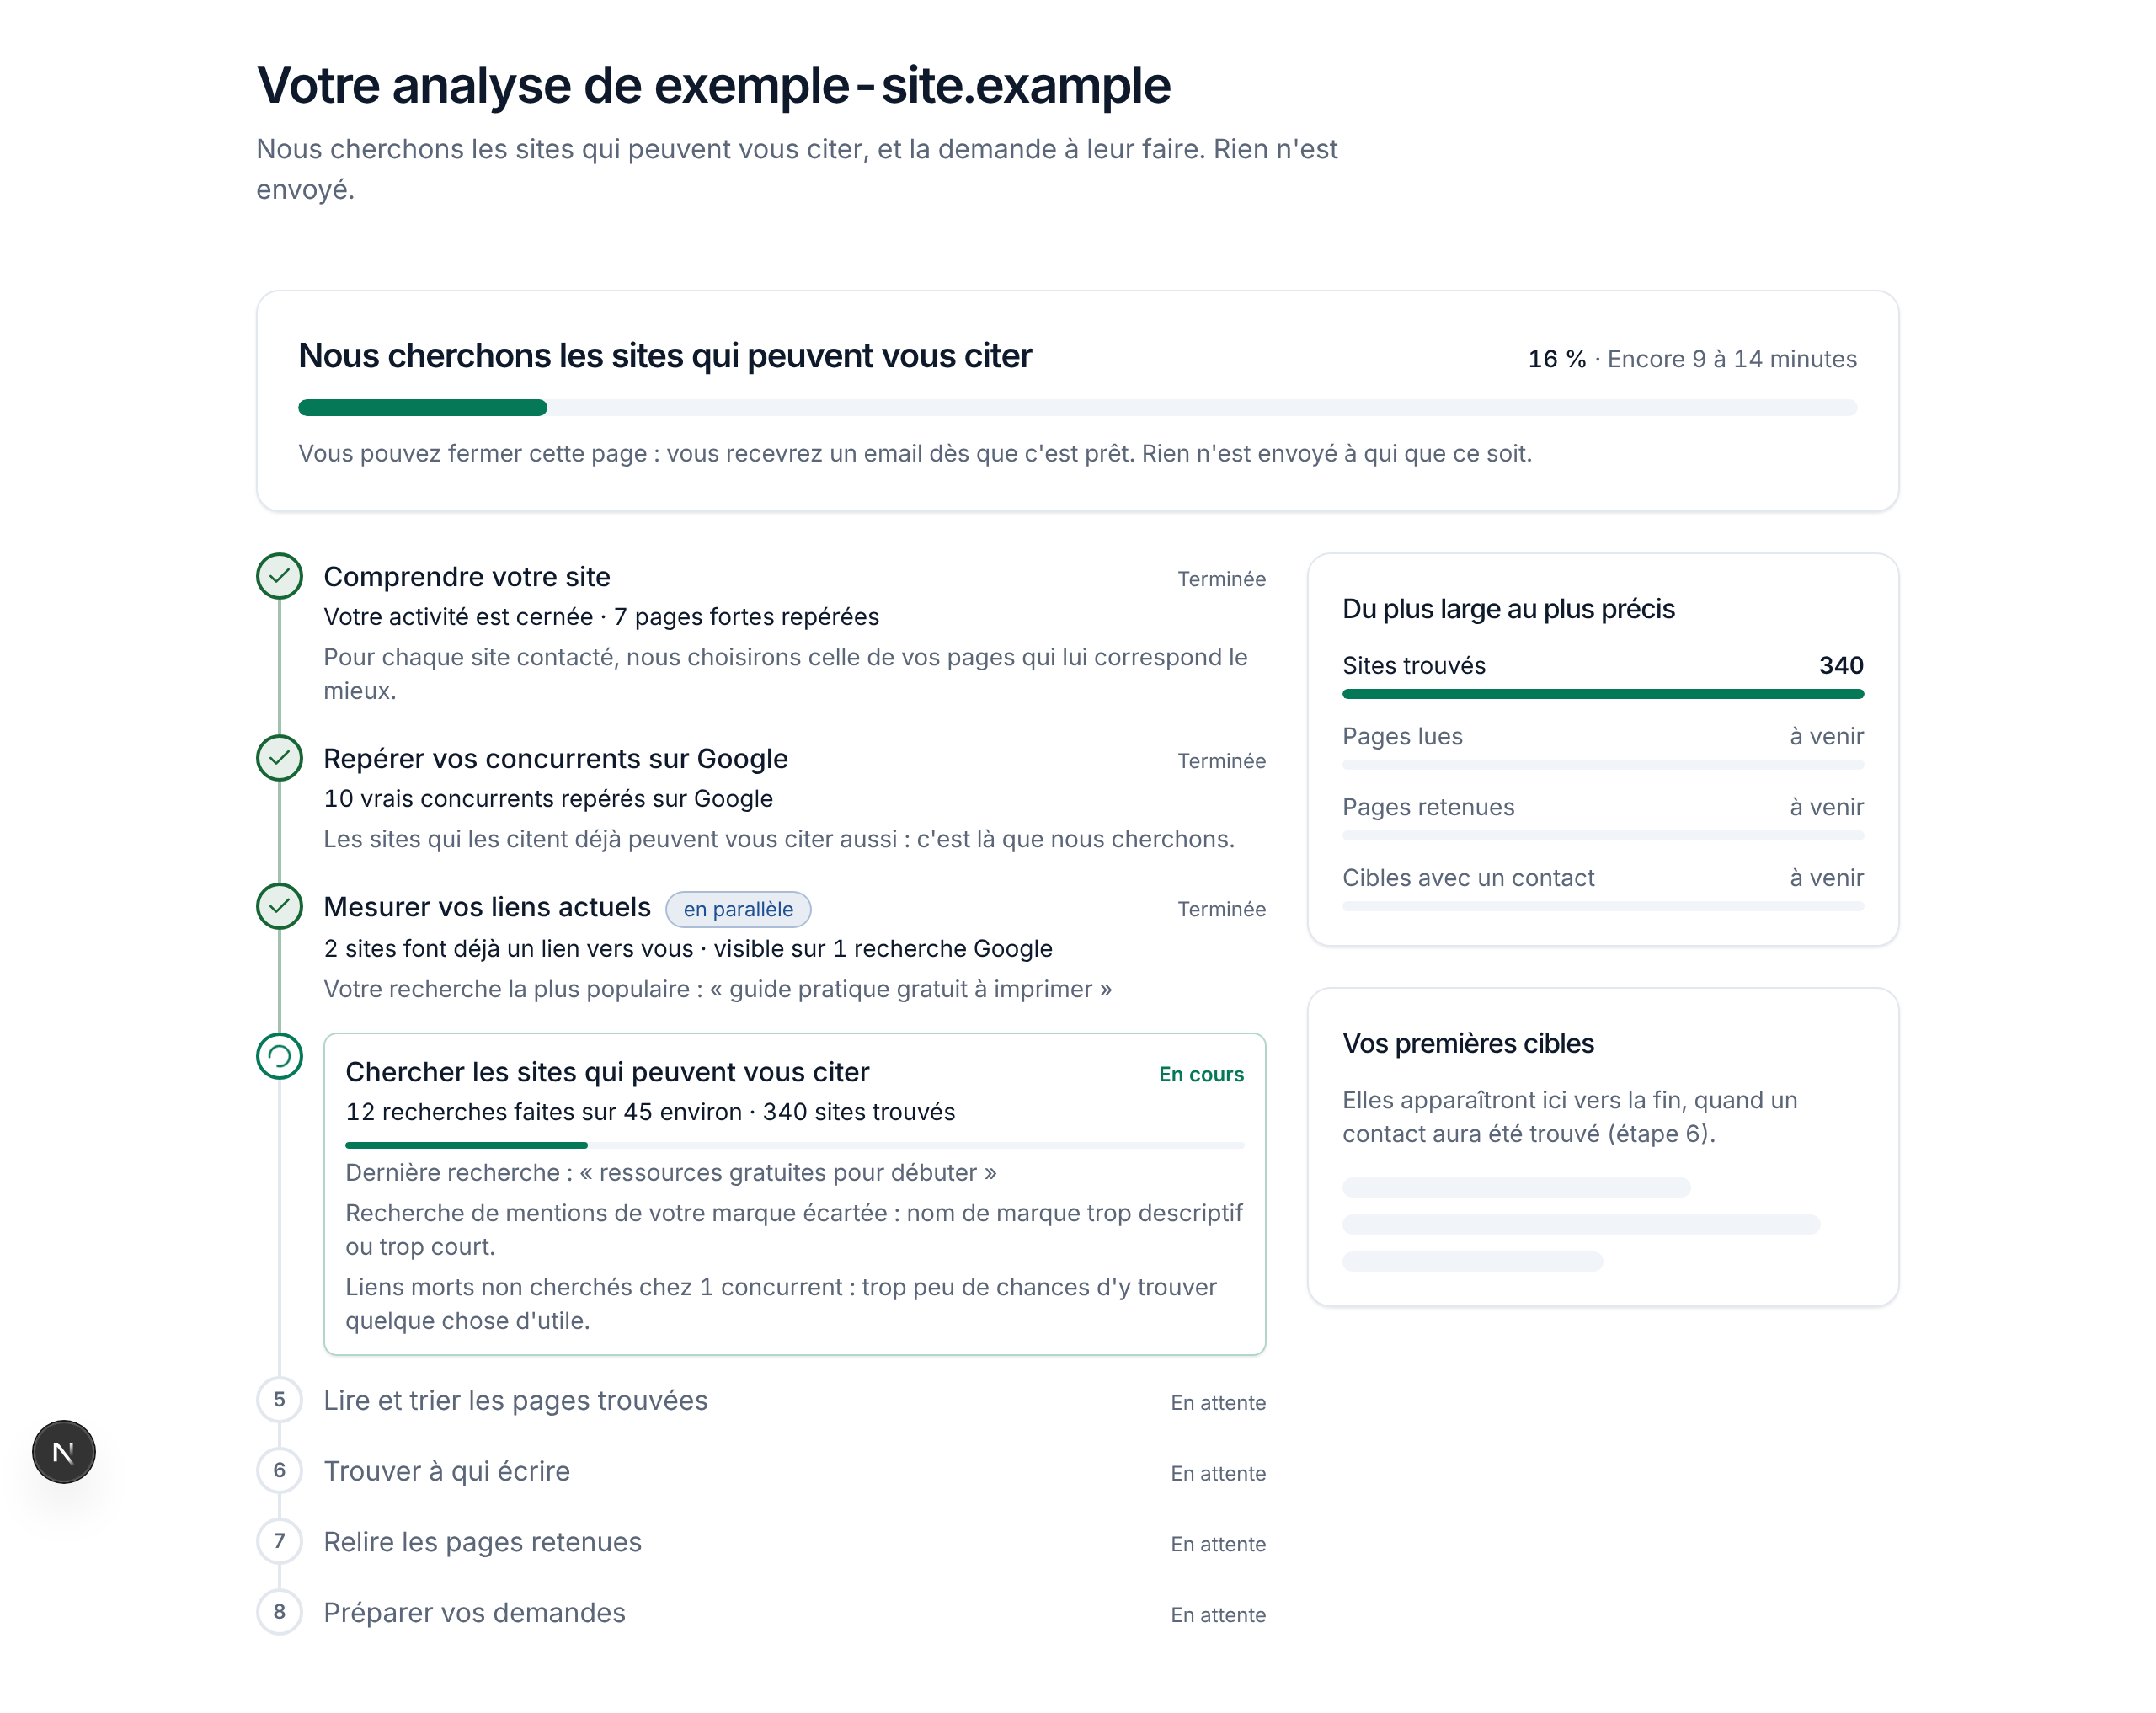 Votre analyse de exemple-site.example
Nous cherchons les sites qui peuvent vous citer, et la demande à leur faire. Rien n'est
envoyé.
Nous cherchons les sites qui peuvent vous citer
16 % · Encore 9 à 14 minutes
Vous pouvez fermer cette page : vous recevrez un email dès que c'est prêt. Rien n'est envoyé à qui que ce soit.
Comprendre votre site
Terminée
Votre activité est cernée · 7 pages fortes repérées
Pour chaque site contacté, nous choisirons celle de vos pages qui lui correspond le
mieux.
Repérer vos concurrents sur Google
Terminée
10 vrais concurrents repérés sur Google
Les sites qui les citent déjà peuvent vous citer aussi : c'est là que nous cherchons.
Mesurer vos liens actuels
en parallèle
Terminée
2 sites font déjà un lien vers vous · visible sur 1 recherche Google
Votre recherche la plus populaire : « guide pratique gratuit à imprimer »
Chercher les sites qui peuvent vous citer
En cours
12 recherches faites sur 45 environ · 340 sites trouvés
Dernière recherche : « ressources gratuites pour débuter »
Recherche de mentions de votre marque écartée : nom de marque trop descriptif
ou trop court.
Liens morts non cherchés chez 1 concurrent : trop peu de chances d'y trouver
quelque chose d'utile.
5
Lire et trier les pages trouvées
En attente
6
Trouver à qui écrire
En attente
7
Relire les pages retenues
En attente
8
Préparer vos demandes
En attente
Du plus large au plus précis
Sites trouvés
340
Pages lues
à venir
Pages retenues
à venir
Cibles avec un contact
à venir
Vos premières cibles
Elles apparaîtront ici vers la fin, quand un
contact aura été trouvé (étape 6).
N